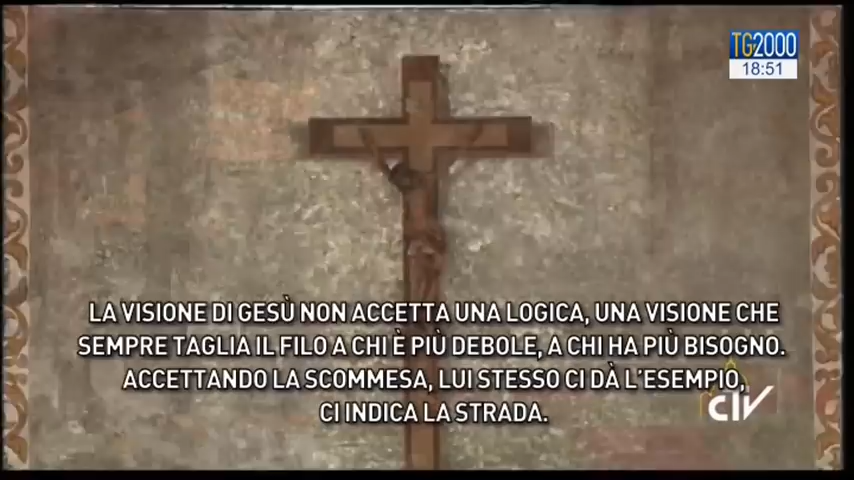 TG2000
18:51
LA VISIONE DI GESÙ NON ACCETTA UNA LOGICA, UNA VISIONE CHE
SEMPRE TAGLIA IL FILO A CHI È PIÙ DEBOLE, A CHI HA PIÙ BISOGNO.
ACCETTANDO LA SCOMMESA, LUI STESSO CI DÀ L'ESEMPIO,
CI INDICA LA STRADA.
CTV